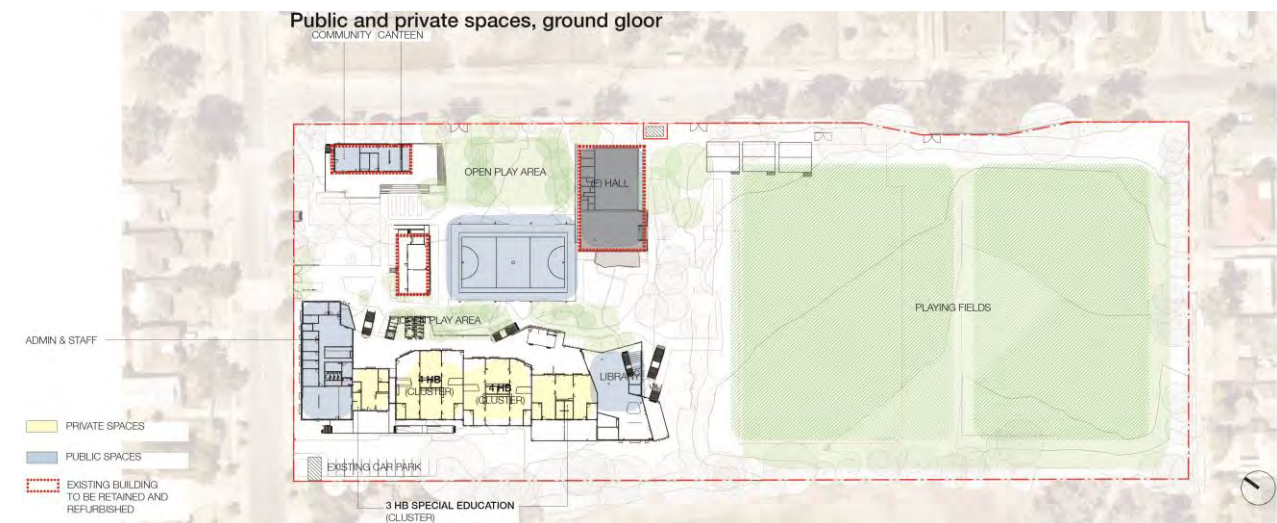 Public and private spaces, ground gloor
COMMUNITY CANTEEN
OPEN PLAY AREA
(E) HALL
PLAYING FIELDS
OPEN PLAY AREA
ADMIN & STAFF
4 HB
(CLUSTER)
4 HB
(CLUSTER)
LIBRARY
PRIVATE SPACES
PUBLIC SPACES
EXISTING BUILDING
TO BE RETAINED AND
REFURBISHED
EXISTING CAR PARK
3 HB SPECIAL EDUCATION
(CLUSTER)